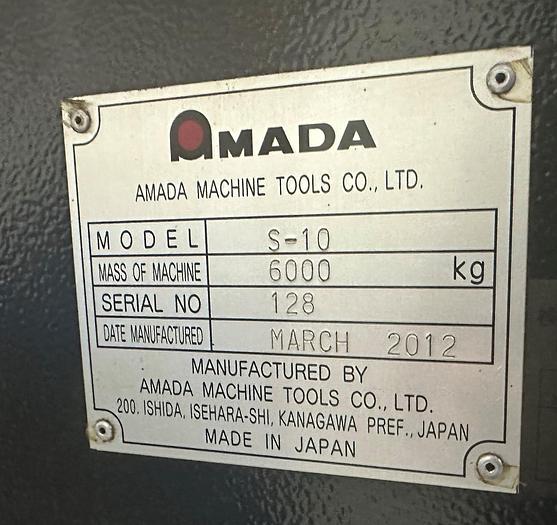 AMADA
AMADA MACHINE TOOLS CO., LTD.
MODEL S-10
MASS OF MACHINE 6000 kg
SERIAL NO 128
DATE MANUFACTURED MARCH 2012
MANUFACTURED BY
AMADA MACHINE TOOLS CO., LTD.
200, ISHIDA, ISEHARA-SHI, KANAGAWA PREF., JAPAN
MADE IN JAPAN